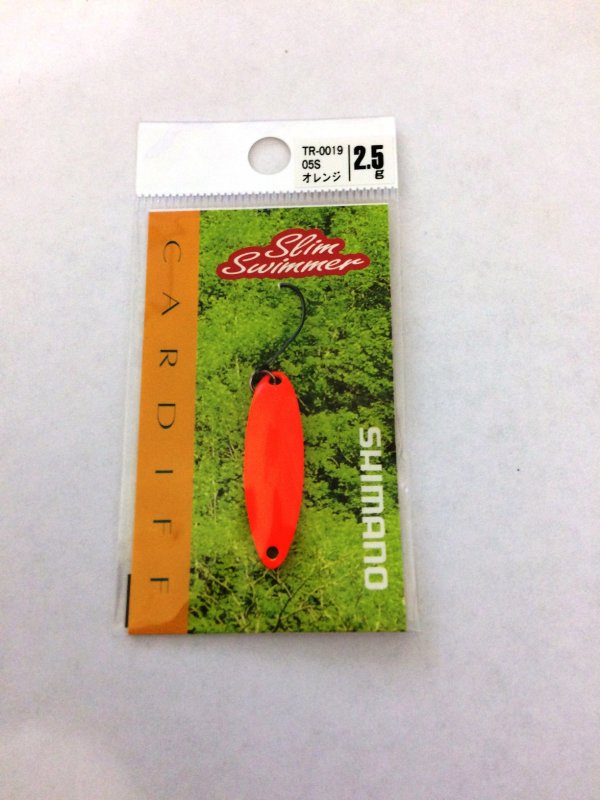 TR-0019
05S
オレンジ
2.5
g
Slim
Swimmer
CARDIFF
SHIMANO